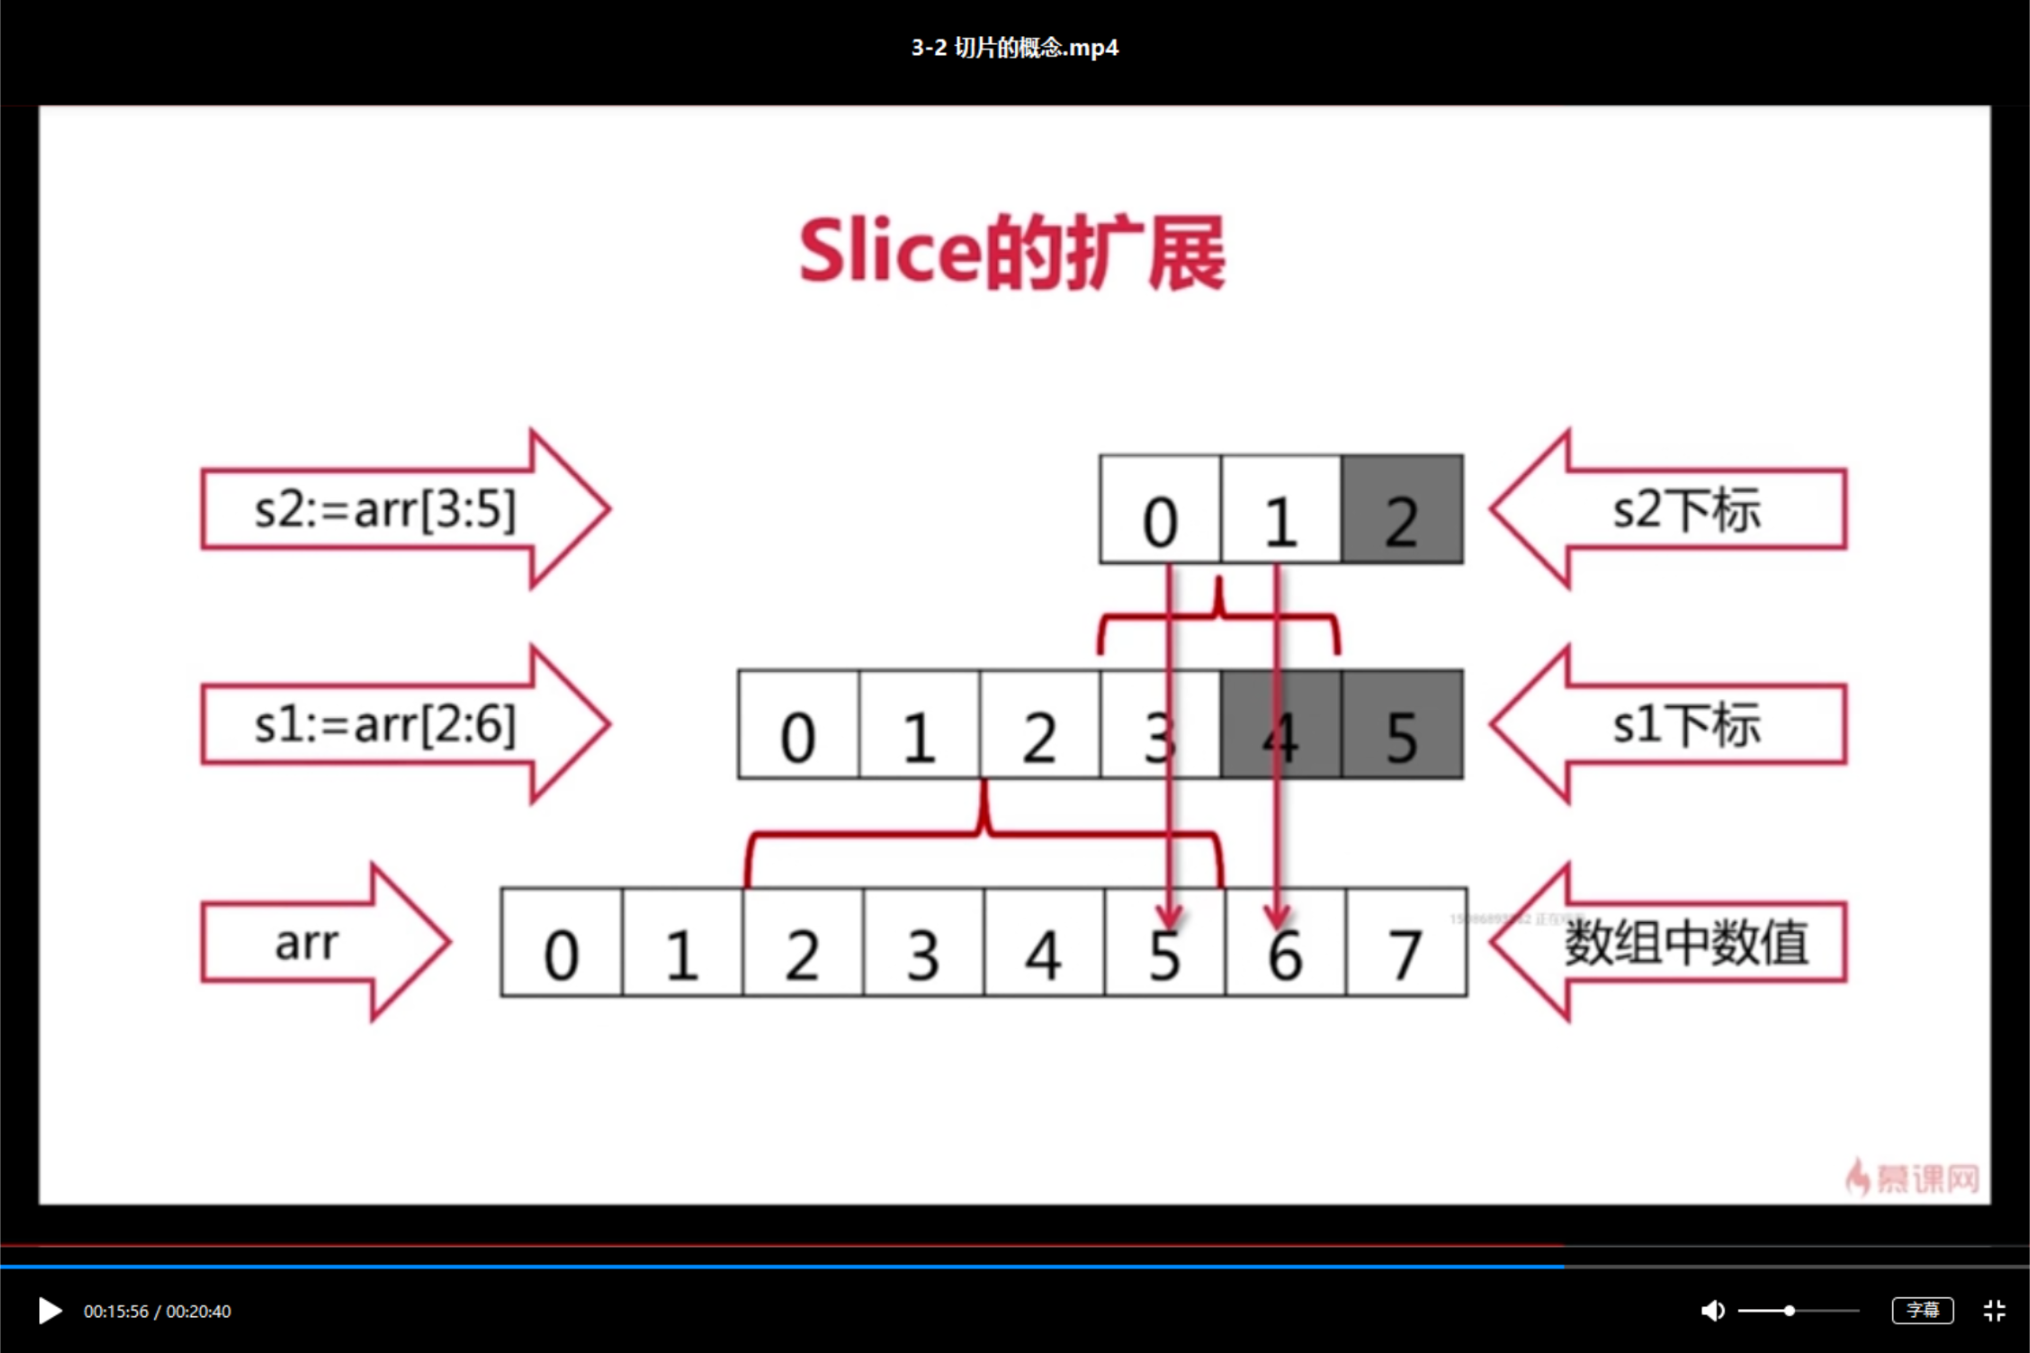 3-2 切片的概念.mp4
Slice的扩展
s2:=arr[3:5]
0 1 2
s2下标
s1:=arr[2:6]
0 1 2 3 4 5
s1下标
arr
0 1 2 3 4 5 6 7
数组中数值
慕课网
00:15:56 / 00:20:40
字幕